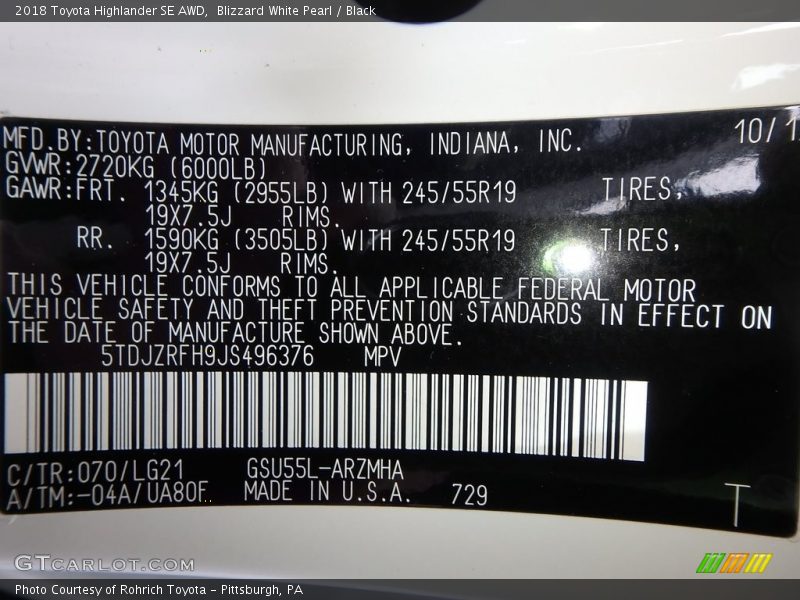 2018 Toyota Highlander SE AWD,  Blizzard White Pearl / Black
MFD.BY:TOYOTA MOTOR MANUFACTURING, INDIANA, INC. 10/1
GVWR:2720KG (6000LB)
GAWR:FRT. 1345KG (2955LB) WITH 245/55R19 TIRES,
19X7.5J RIMS.
RR. 1590KG (3505LB) WITH 245/55R19 TIRES,
19X7.5J RIMS.
THIS VEHICLE CONFORMS TO ALL APPLICABLE FEDERAL MOTOR
VEHICLE SAFETY AND THEFT PREVENTION STANDARDS IN EFFECT ON
THE DATE OF MANUFACTURE SHOWN ABOVE.
5TDJZRFH9JS496376 MPV
C/TR:070/LG21 GSU55L-ARZMHA
A/TM:-04A/UA80F MADE IN U.S.A. 729
T
GTCARLOT.COM
Photo Courtesy of Rohrich Toyota - Pittsburgh, PA